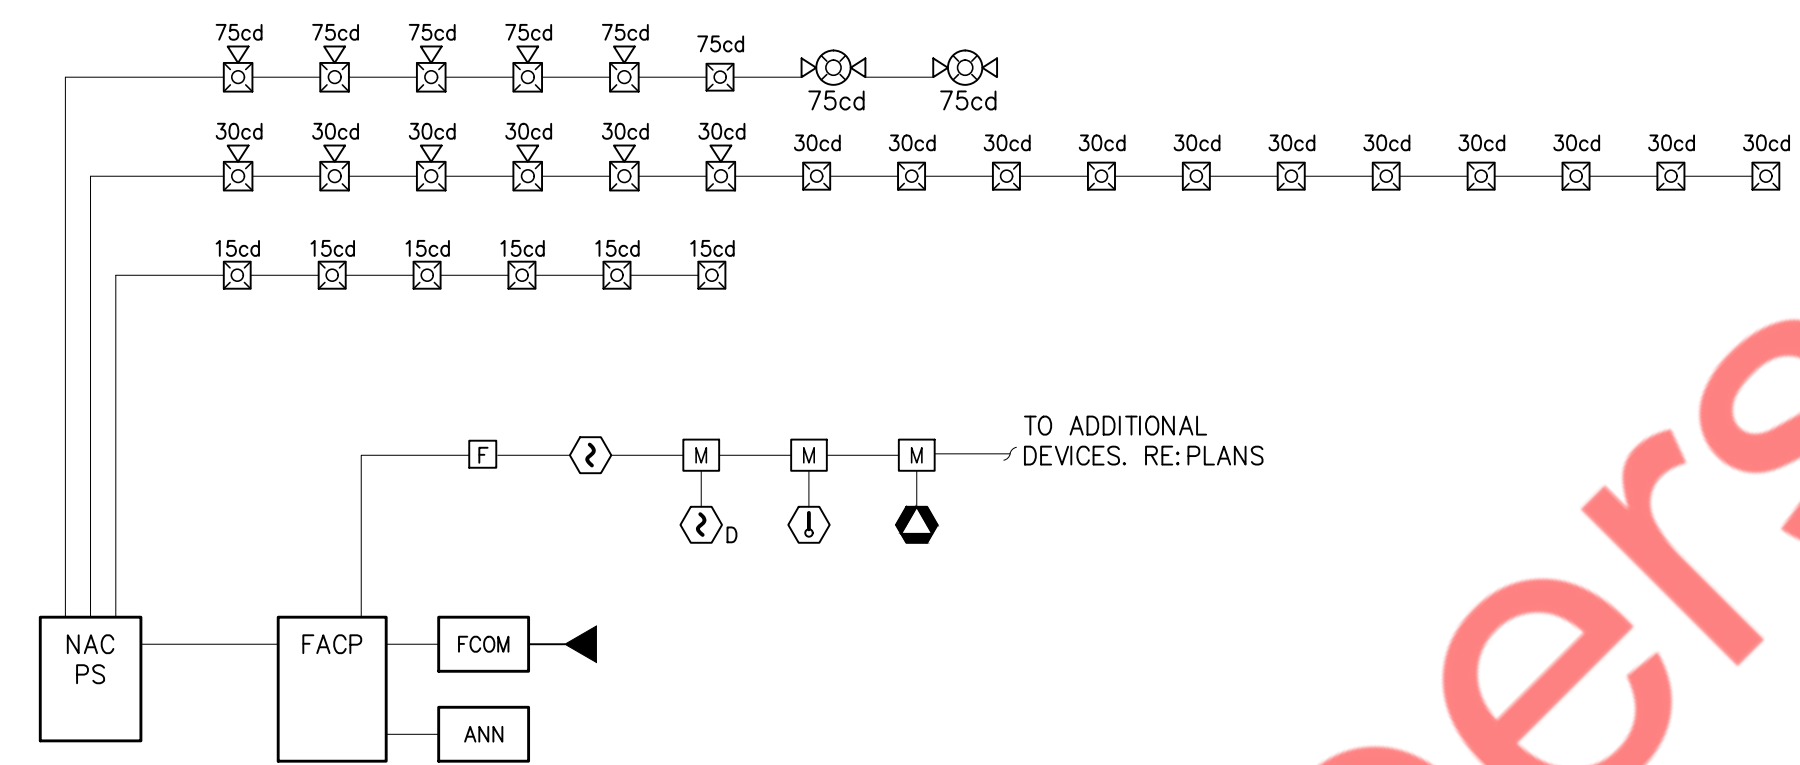 75cd 75cd 75cd 75cd 75cd 75cd
75cd 75cd
30cd 30cd 30cd 30cd 30cd 30cd 30cd 30cd 30cd 30cd 30cd 30cd 30cd 30cd 30cd 30cd 30cd
15cd 15cd 15cd 15cd 15cd 15cd
TO ADDITIONAL
DEVICES. RE: PLANS
F M M M
D
NAC
PS
FACP
FCOM
ANN
ers